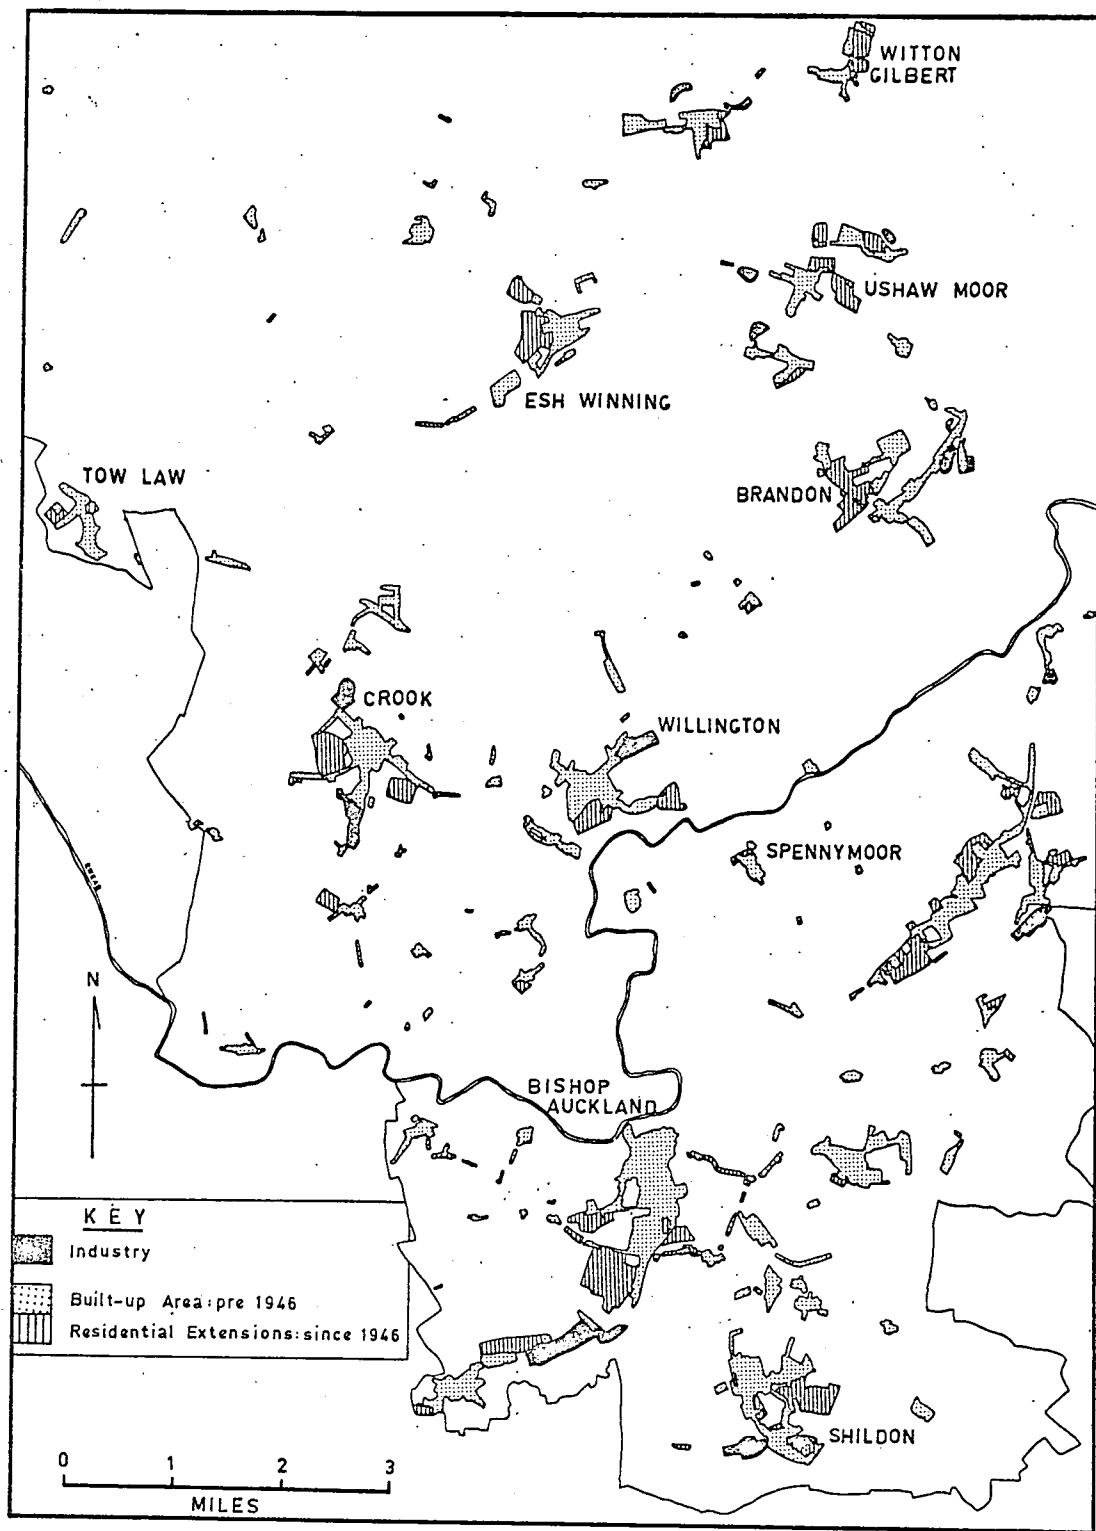 WITTON
GILBERT
USHAW MOOR
ESH WINNING
TOW LAW
BRANDON
CROOK
WILLINGTON
SPENNYMOOR
R.WEAR
N
BISHOP
AUCKLAND
KEY
Industry
Built-up Area: pre 1946
Residential Extensions: since 1946
SHILDON
0 1 2 3
MILES